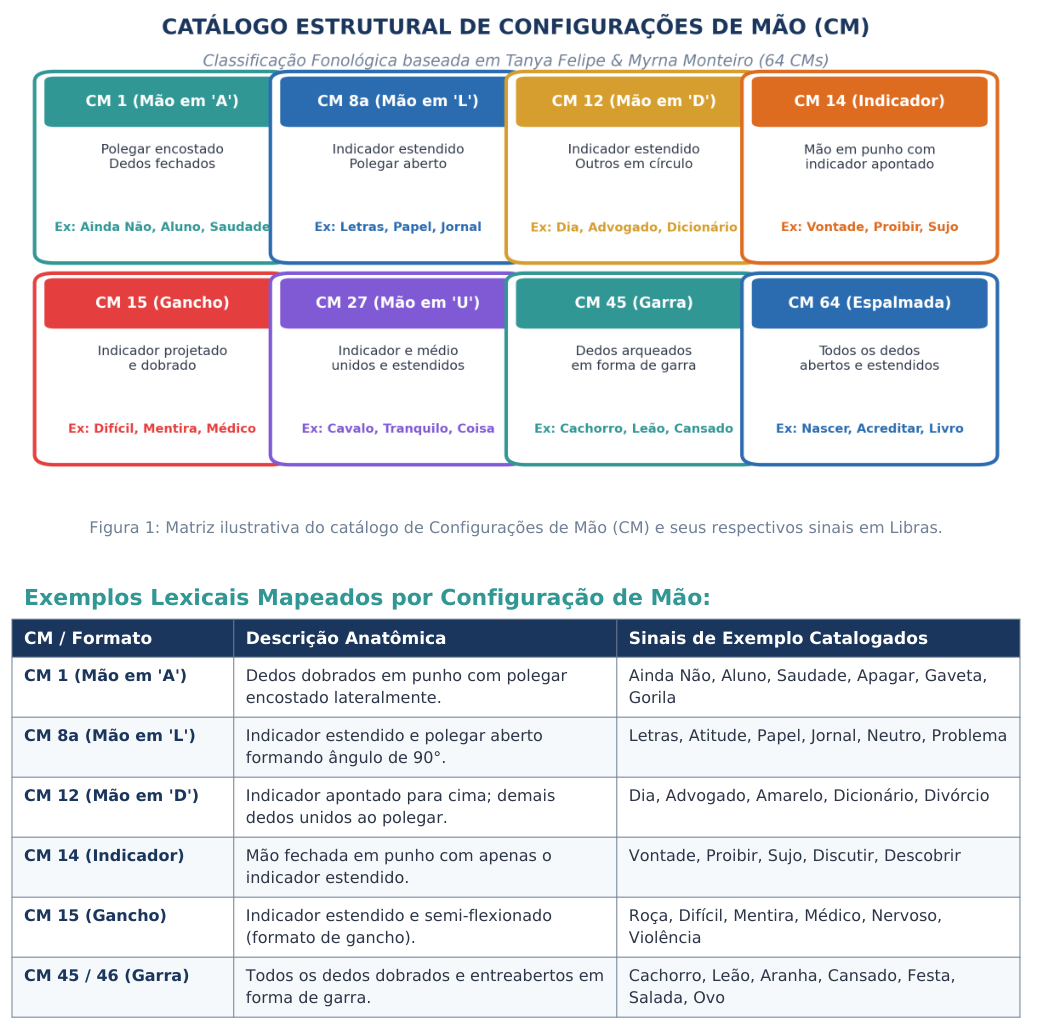 CATÁLOGO ESTRUTURAL DE CONFIGURAÇÕES DE MÃO (CM)
Classificação Fonológica baseada em Tanya Felipe & Myrna Monteiro (64 CMs)
CM 1 (Mão em 'A')
Polegar encostado
Dedos fechados
Ex: Ainda Não, Aluno, Saudade
CM 8a (Mão em 'L')
Indicador estendido
Polegar aberto
Ex: Letras, Papel, Jornal
CM 12 (Mão em 'D')
Indicador estendido
Outros em círculo
Ex: Dia, Advogado, Dicionário
CM 14 (Indicador)
Mão em punho com
indicador apontado
Ex: Vontade, Proibir, Sujo
CM 15 (Gancho)
Indicador projetado
e dobrado
Ex: Difícil, Mentira, Médico
CM 27 (Mão em 'U')
Indicador e médio
unidos e estendidos
Ex: Cavalo, Tranquilo, Coisa
CM 45 (Garra)
Dedos arqueados
em forma de garra
Ex: Cachorro, Leão, Cansado
CM 64 (Espalmada)
Todos os dedos
abertos e estendidos
Ex: Nascer, Acreditar, Livro
Figura 1: Matriz ilustrativa do catálogo de Configurações de Mão (CM) e seus respectivos sinais em Libras.
Exemplos Lexicais Mapeados por Configuração de Mão:
CM / Formato
Descrição Anatômica
Sinais de Exemplo Catalogados
CM 1 (Mão em 'A')
Dedos dobrados em punho com polegar
encostado lateralmente.
Ainda Não, Aluno, Saudade, Apagar, Gaveta,
Gorila
CM 8a (Mão em 'L')
Indicador estendido e polegar aberto
formando ângulo de 90°.
Letras, Atitude, Papel, Jornal, Neutro, Problema
CM 12 (Mão em 'D')
Indicador apontado para cima; demais
dedos unidos ao polegar.
Dia, Advogado, Amarelo, Dicionário, Divórcio
CM 14 (Indicador)
Mão fechada em punho com apenas o
indicador estendido.
Vontade, Proibir, Sujo, Discutir, Descobrir
CM 15 (Gancho)
Indicador estendido e semi-flexionado
(formato de gancho).
Roça, Difícil, Mentira, Médico, Nervoso,
Violência
CM 45 / 46 (Garra)
Todos os dedos dobrados e entreabertos em
forma de garra.
Cachorro, Leão, Aranha, Cansado, Festa,
Salada, Ovo